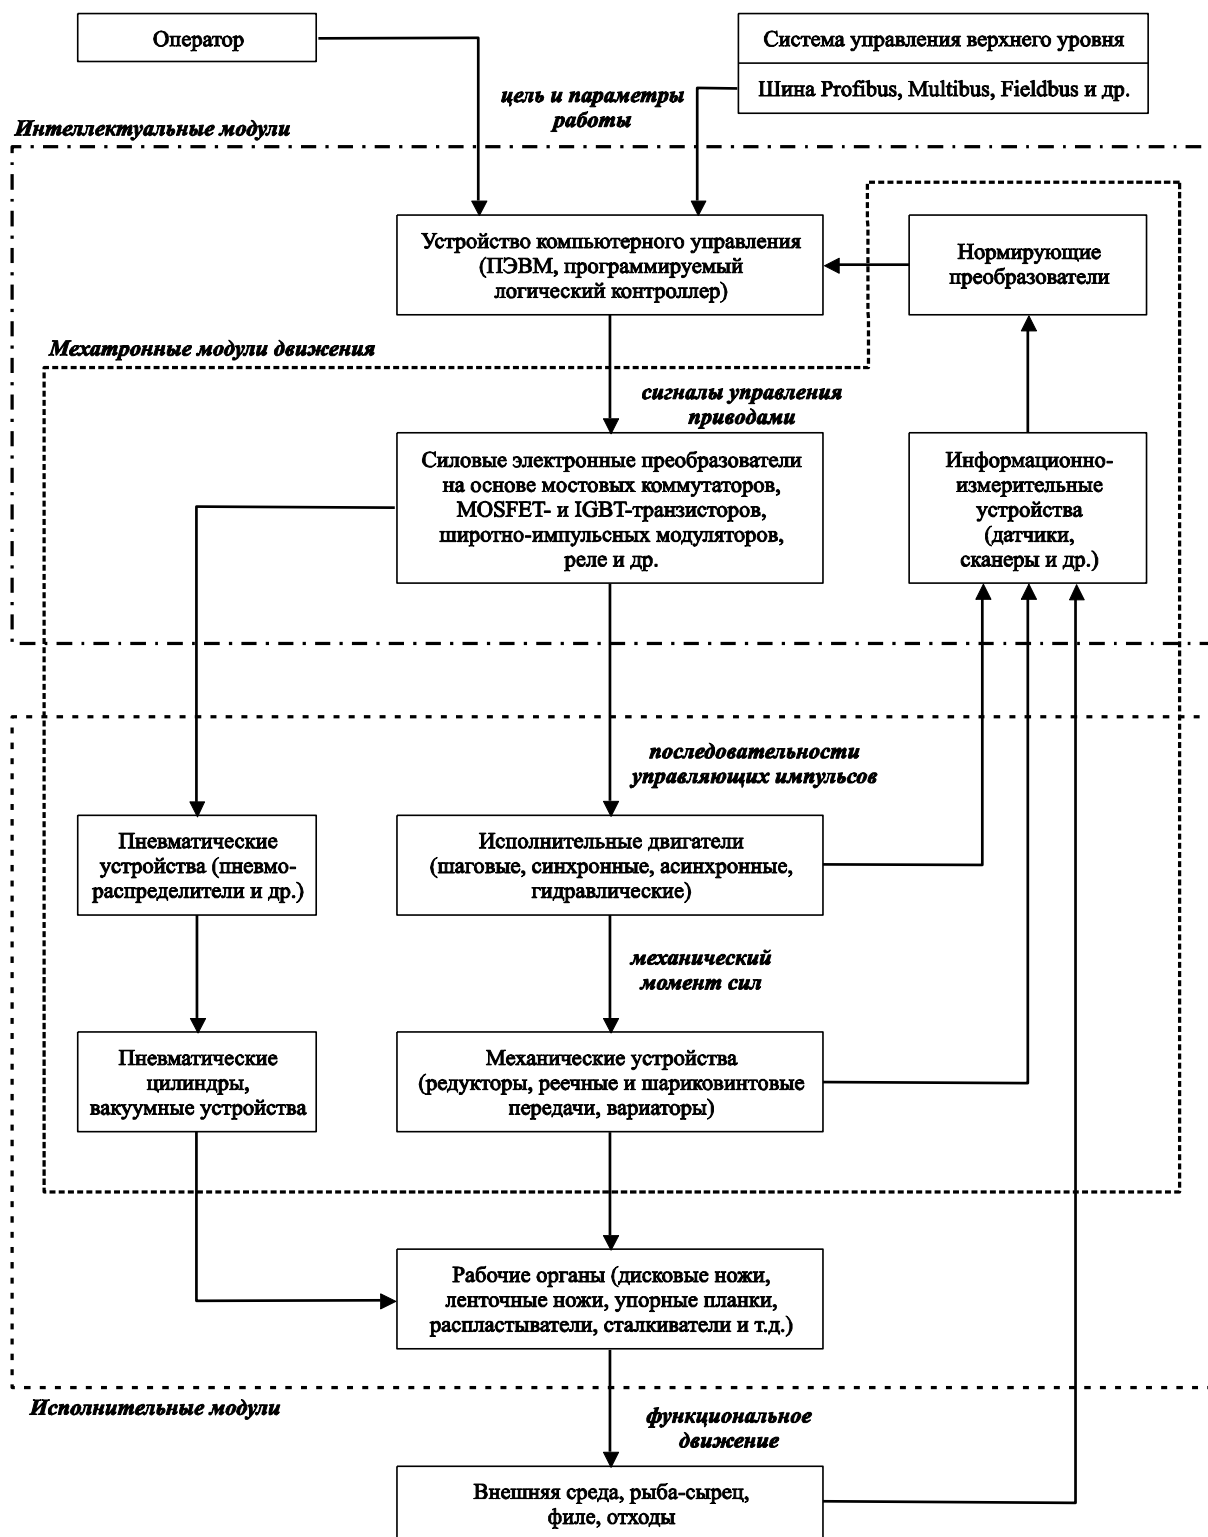 Оператор
Система управления верхнего уровня
Шина Profibus, Multibus, Fieldbus и др.
цель и параметры
работы
Интеллектуальные модули
Устройство компьютерного управления
(ПЭВМ, программируемый
логический контроллер)
Нормирующие
преобразователи
Мехатронные модули движения
сигналы управления
приводами
Силовые электронные преобразователи
на основе мостовых коммутаторов,
MOSFET- и IGBT-транзисторов,
широтно-импульсных модуляторов,
реле и др.
Информационно-
измерительные
устройства
(датчики,
сканеры и др.)
последовательности
управляющих импульсов
Пневматические
устройства (пневмо-
распределители и др.)
Исполнительные двигатели
(шаговые, синхронные, асинхронные,
гидравлические)
механический
момент сил
Пневматические
цилиндры,
вакуумные устройства
Механические устройства
(редукторы, реечные и шариковинтовые
передачи, вариаторы)
Рабочие органы (дисковые ножи,
ленточные ножи, упорные планки,
распластыватели, сталкиватели и т.д.)
Исполнительные модули
функциональное
движение
Внешняя среда, рыба-сырец,
филе, отходы